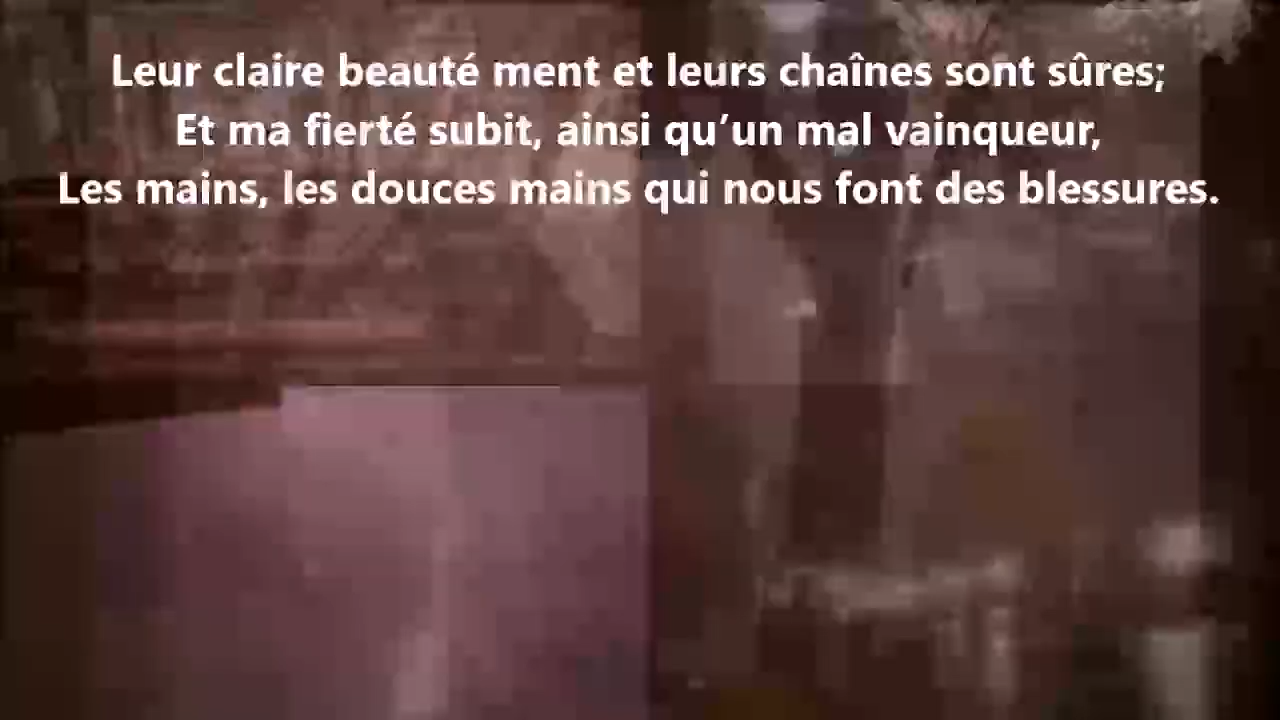 Leur claire beauté ment et leurs chaînes sont sûres;
Et ma fierté subit, ainsi qu’un mal vainqueur,
Les mains, les douces mains qui nous font des blessures.